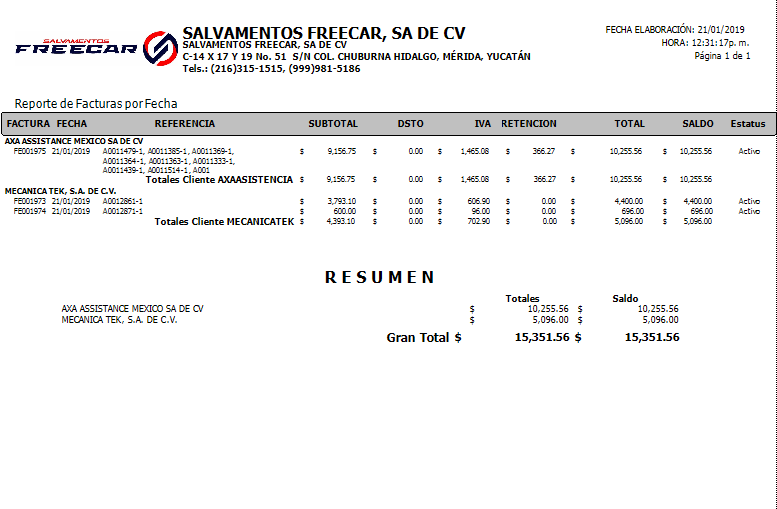 SALVAMENTOS
FREECAR
SALVAMENTOS FREECAR, SA DE CV
SALVAMENTOS FREECAR, SA DE CV
C-14 X 17 Y 19 No. 51 S/N COL. CHUBURNA HIDALGO, MÉRIDA, YUCATÁN
Tels.: (216)315-1515, (999)981-5186
FECHA ELABORACIÓN: 21/01/2019
HORA: 12:31:17p. m.
Página 1 de 1
Reporte de Facturas por Fecha
FACTURA FECHA REFERENCIA SUBTOTAL DSTO IVA RETENCION TOTAL SALDO Estatus
AXA ASSISTANCE MEXICO SA DE CV
FE001975 21/01/2019 A0011479-1, A0011385-1, A0011369-1, $ 9,156.75 $ 0.00 $ 1,465.08 $ 366.27 $ 10,255.56 $ 10,255.56 Activo
A0011364-1, A0011363-1, A0011333-1,
A0011439-1, A0011514-1, A001
Totales Cliente AXAASISTENCIA $ 9,156.75 $ 0.00 $ 1,465.08 $ 366.27 $ 10,255.56 $ 10,255.56
MECANICA TEK, S.A. DE C.V.
FE001973 21/01/2019 A0012861-1 $ 3,793.10 $ 0.00 $ 606.90 $ 0.00 $ 4,400.00 $ 4,400.00 Activo
FE001974 21/01/2019 A0012871-1 $ 600.00 $ 0.00 $ 96.00 $ 0.00 $ 696.00 $ 696.00 Activo
Totales Cliente MECANICATEK $ 4,393.10 $ 0.00 $ 702.90 $ 0.00 $ 5,096.00 $ 5,096.00
R E S U M E N
Totales Saldo
AXA ASSISTANCE MEXICO SA DE CV $ 10,255.56 $ 10,255.56
MECANICA TEK, S.A. DE C.V. $ 5,096.00 $ 5,096.00
Gran Total $ 15,351.56 $ 15,351.56